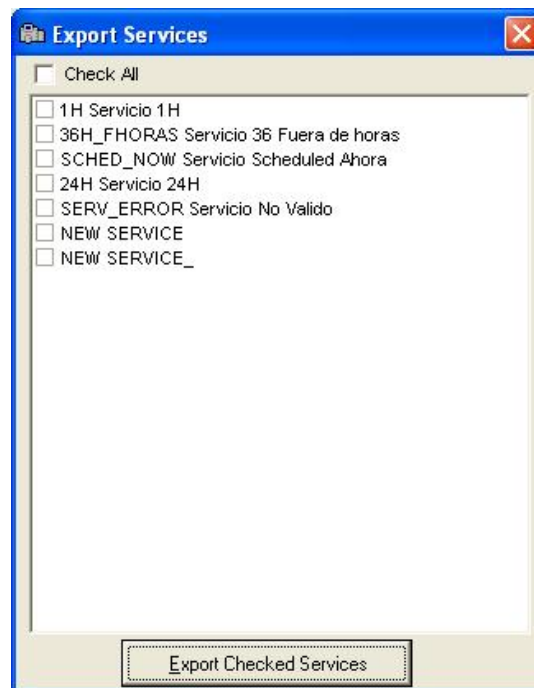 Export Services
Check All
1H Servicio 1H
36H_FHORAS Servicio 36 Fuera de horas
SCHED_NOW Servicio Scheduled Ahora
24H Servicio 24H
SERV_ERROR Servicio No Valido
NEW SERVICE
NEW SERVICE_
Export Checked Services